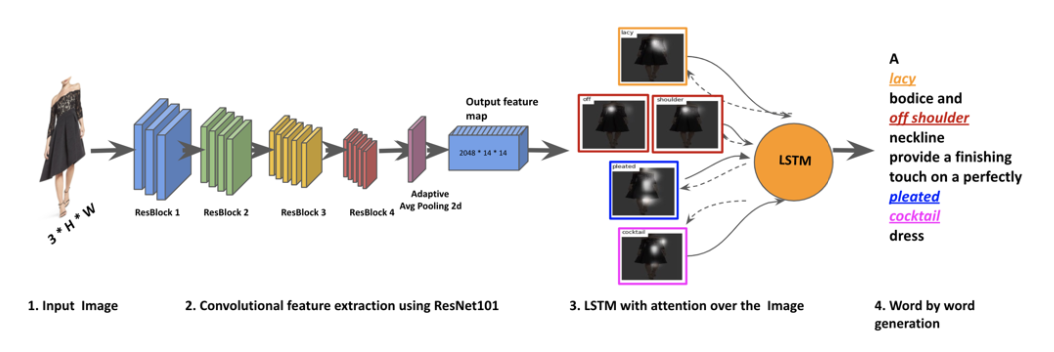 3 * H * W
ResBlock 1
ResBlock 2
ResBlock 3
ResBlock 4
Adaptive
Avg Pooling 2d
Output feature
map
2048 * 14 * 14
lacy
off
shoulder
pleated
cocktail
LSTM
A
lacy
bodice and
off shoulder
neckline
provide a finishing
touch on a perfectly
pleated
cocktail
dress
1. Input Image
2. Convolutional feature extraction using ResNet101
3. LSTM with attention over the Image
4. Word by word
generation